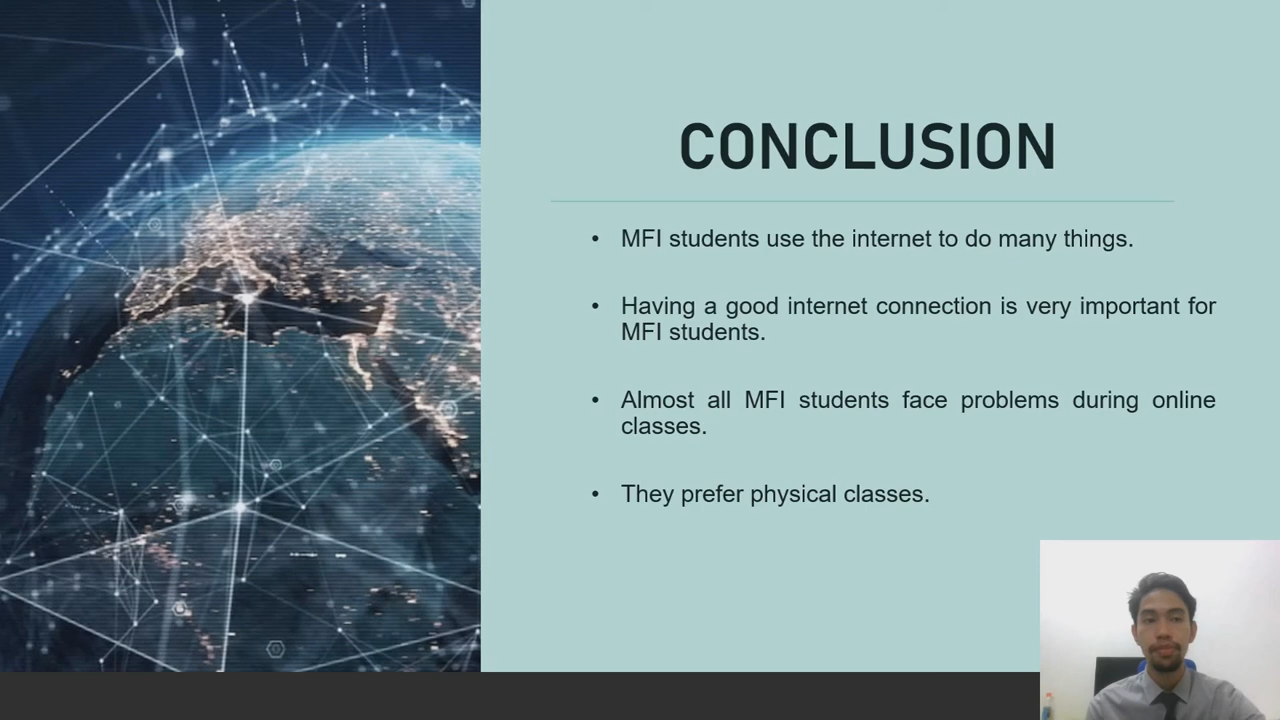 CONCLUSION
• MFI students use the internet to do many things.
• Having a good internet connection is very important for
MFI students.
• Almost all MFI students face problems during online
classes.
• They prefer physical classes.